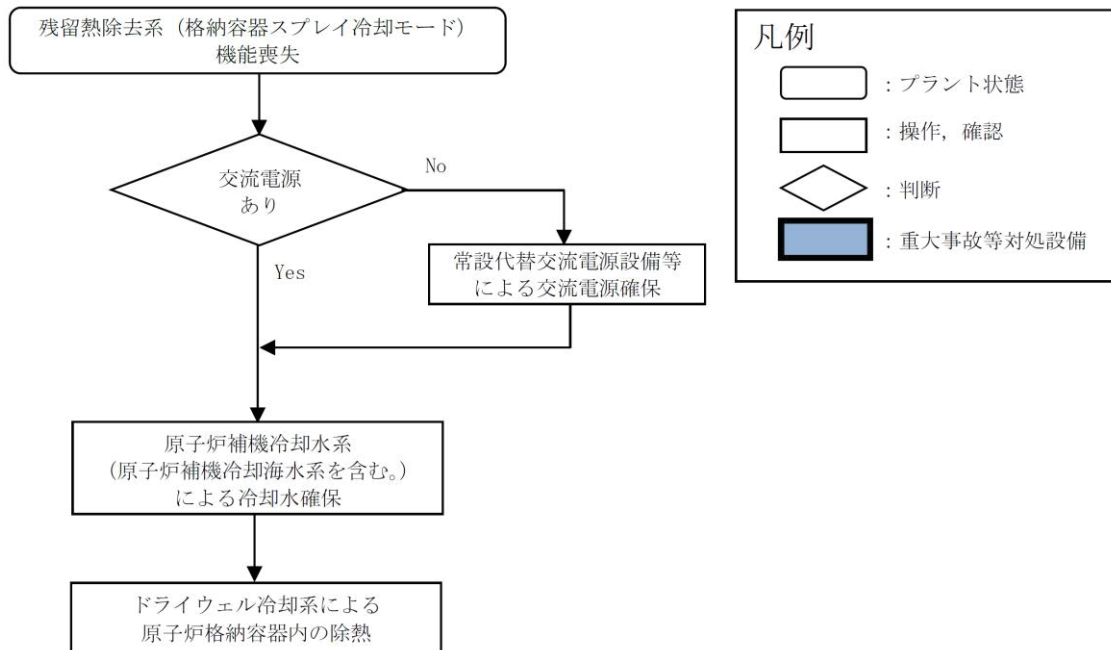 残留熱除去系（格納容器スプレイ冷却モード）
機能喪失
交流電源
あり
No
Yes
常設代替交流電源設備等
による交流電源確保
原子炉補機冷却水系
（原子炉補機冷却海水系を含む。）
による冷却水確保
ドライウェル冷却系による
原子炉格納容器内の除熱
凡例
：プラント状態
：操作，確認
：判断
：重大事故等対処設備